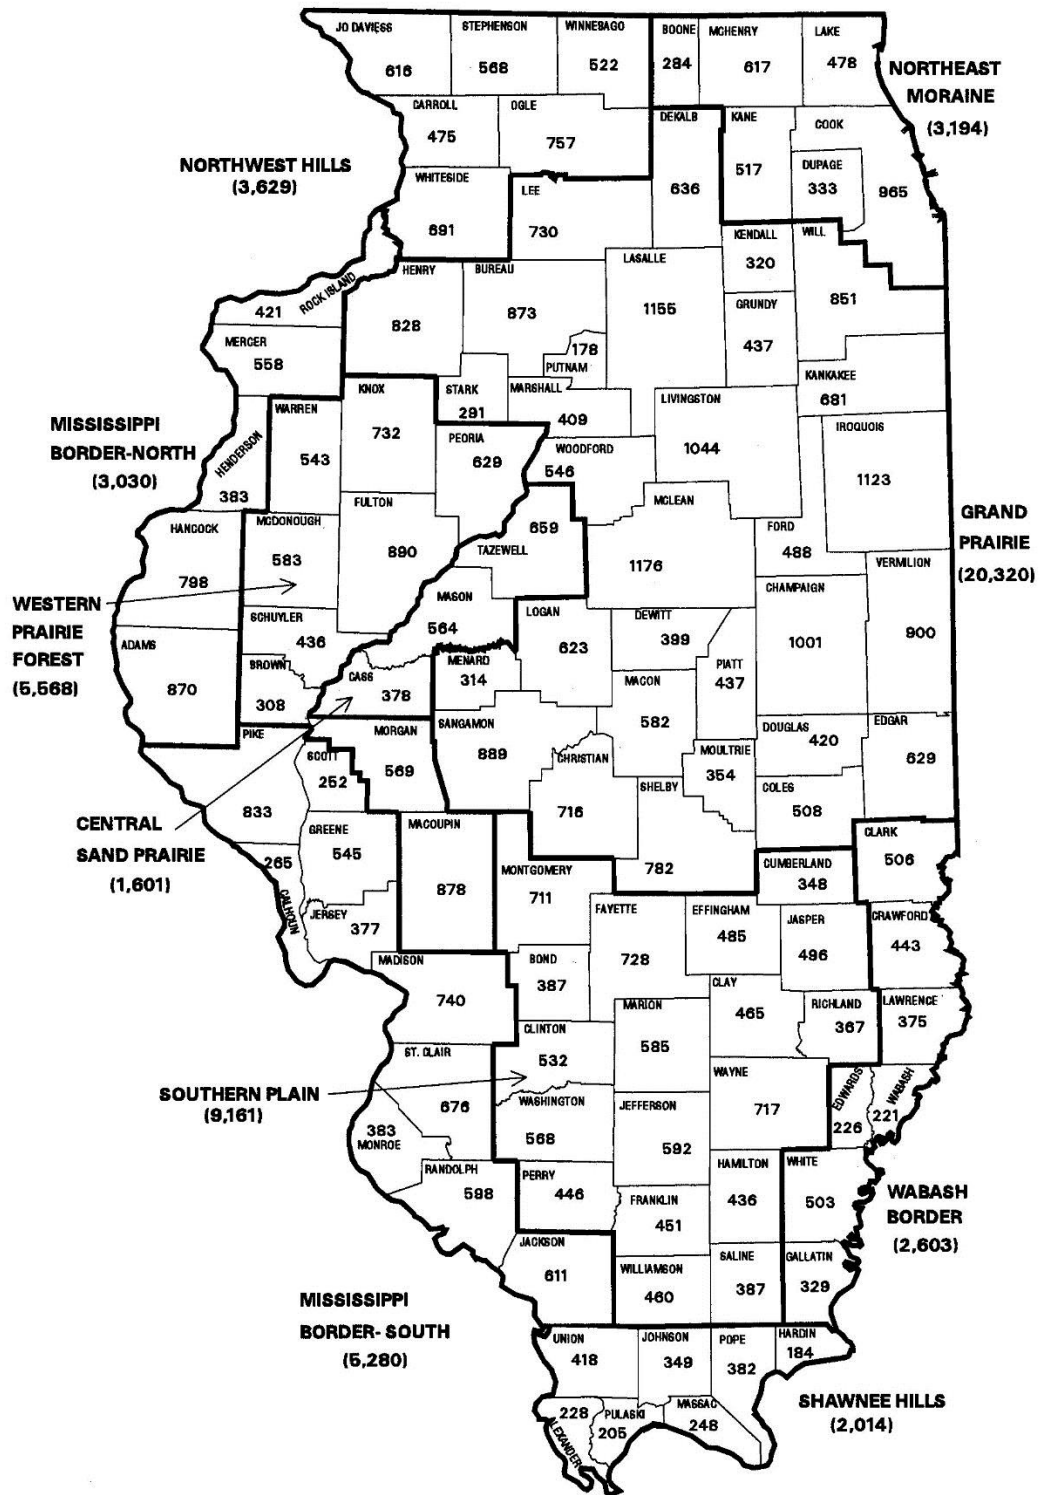 JO DAVIESS
STEPHENSON
WINNEBAGO
BOONE
MCHENRY
LAKE
616
568
522
284
617
478
NORTHEAST
MORAINE
(3,194)
CARROLL
OGLE
DEKALB
KANE
COOK
475
757
517
DUPAGE
333
965
NORTHWEST HILLS
(3,629)
WHITESIDE
LEE
636
691
730
KENDALL
WILL
320
HENRY
BUREAU
LASALLE
ROCK ISLAND
421
828
873
1155
GRUNDY
851
437
MERCER
558
178
PUTNAM
KANKAKEE
681
KNOX
STARK
291
MARSHALL
409
LIVINGSTON
IROQUOIS
MISSISSIPPI
BORDER-NORTH
(3,030)
WARREN
732
PEORIA
629
WOODFORD
546
1044
543
HENDERSON
383
1123
FULTON
MCLEAN
HANCOCK
MCDONOUGH
659
FORD
488
GRAND
PRAIRIE
(20,320)
583
890
TAZEWELL
1176
VERMILION
798
CHAMPAIGN
WESTERN
PRAIRIE
FOREST
(5,568)
MASON
564
LOGAN
DEWITT
399
SCHUYLER
436
623
1001
900
ADAMS
870
BROWN
308
CASS
378
MENARD
314
PIATT
437
MACON
582
PIKE
MORGAN
SANGAMON
DOUGLAS
420
EDGAR
629
SCOTT
252
569
889
CHRISTIAN
MOULTRIE
354
833
716
SHELBY
COLES
508
CENTRAL
SAND PRAIRIE
(1,601)
GREENE
545
MACOUPIN
CLARK
506
265
CALHOUN
878
MONTGOMERY
711
782
CUMBERLAND
348
JERSEY
377
FAYETTE
EFFINGHAM
485
JASPER
496
CRAWFORD
443
MADISON
740
BOND
387
728
CLAY
465
MARION
585
RICHLAND
367
LAWRENCE
375
ST. CLAIR
CLINTON
532
SOUTHERN PLAIN
(9,161)
676
WASHINGTON
568
JEFFERSON
592
WAYNE
717
EDWARDS
226
WABASH
221
383
MONROE
RANDOLPH
598
PERRY
446
HAMILTON
436
WHITE
503
FRANKLIN
451
WABASH
BORDER
(2,603)
JACKSON
611
WILLIAMSON
460
SALINE
387
GALLATIN
329
MISSISSIPPI
BORDER- SOUTH
(5,280)
UNION
418
JOHNSON
349
POPE
382
HARDIN
184
228
ALEXANDER
PULASKI
205
MASSAC
248
SHAWNEE HILLS
(2,014)